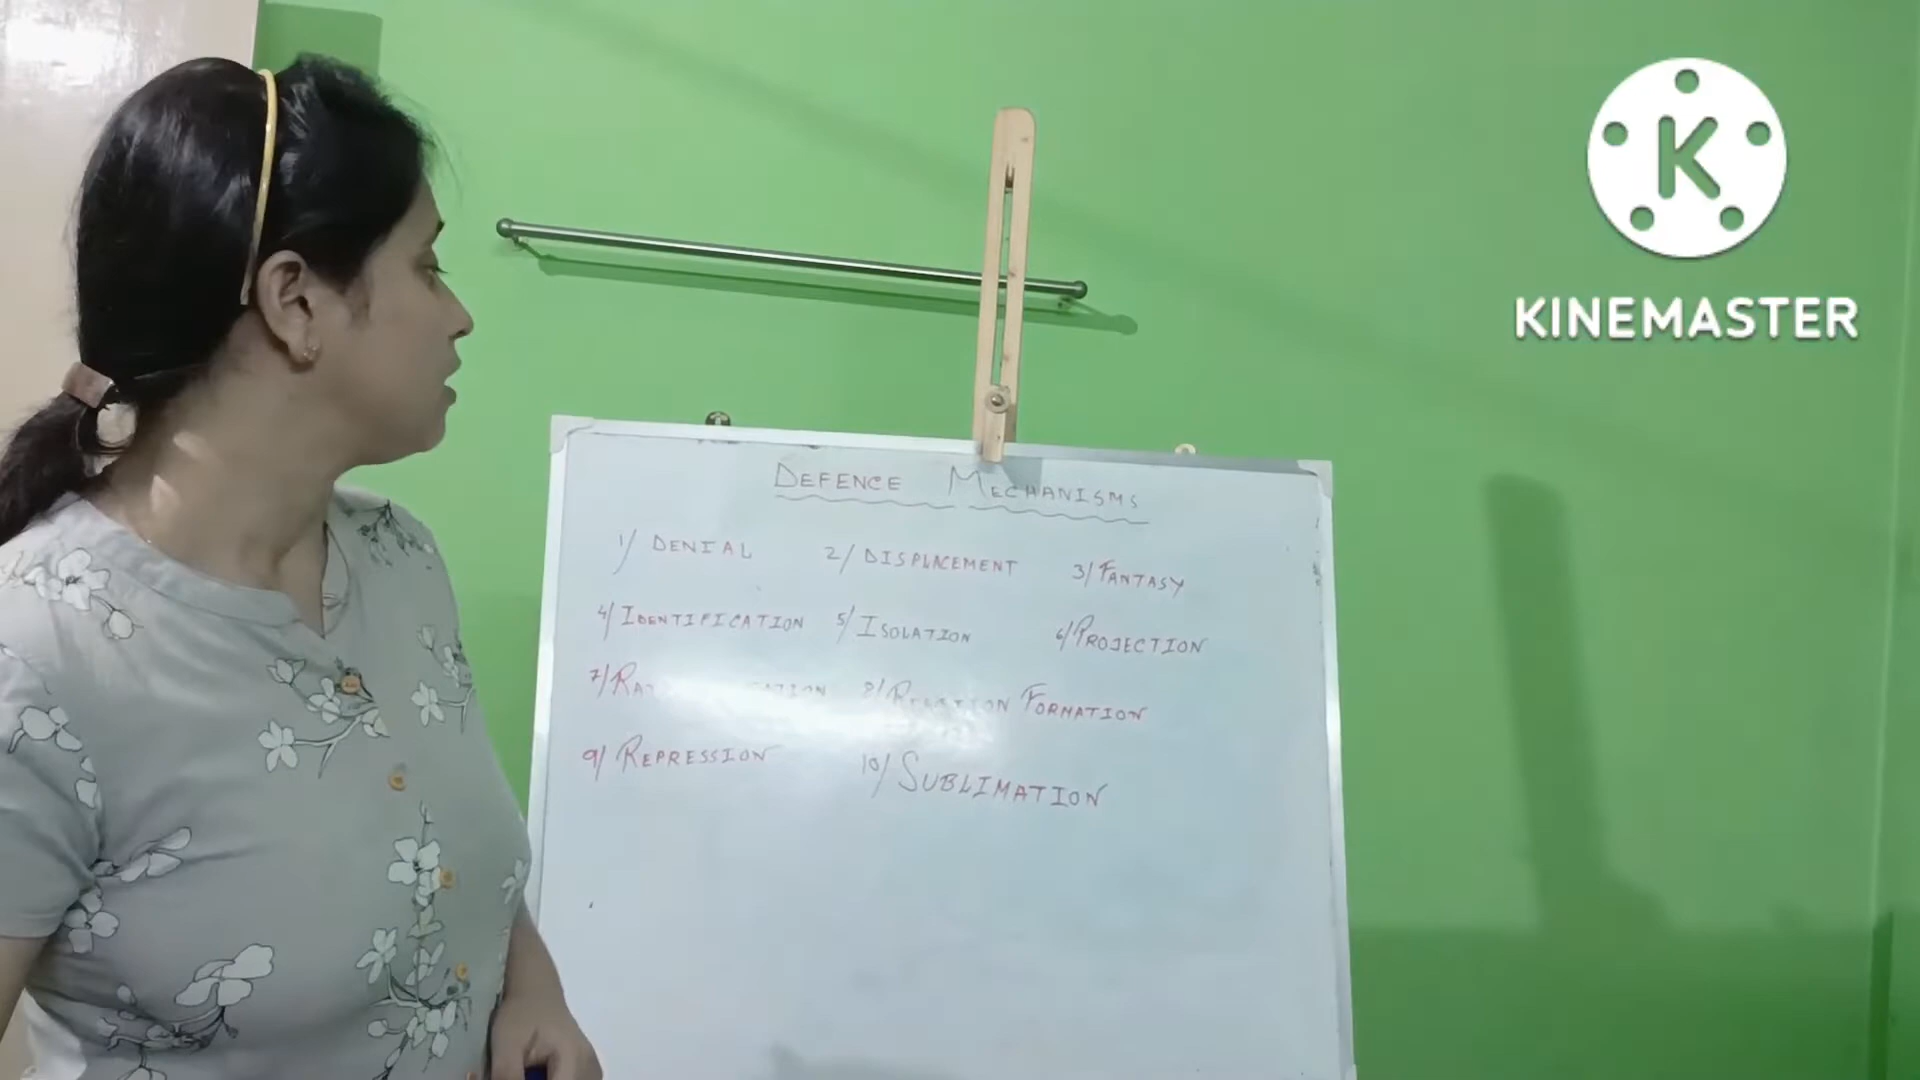 K
KINEMASTER
DEFENCE MECHANISMS
1/ DENIAL 2/ DISPLACEMENT 3/ FANTASY
4/ IDENTIFICATION 5/ ISOLATION 6/ PROJECTION
7/ 8/ REACTION FORMATION
9/ REPRESSION 10/ SUBLIMATION